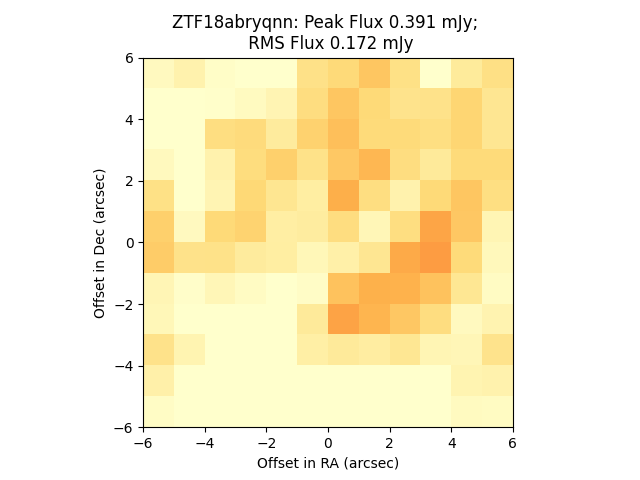 ZTF18abryqnn: Peak Flux 0.391 mJy;
RMS Flux 0.172 mJy
6
4
2
0
−2
−4
−6
Offset in Dec (arcsec)
−6 −4 −2 0 2 4 6
Offset in RA (arcsec)